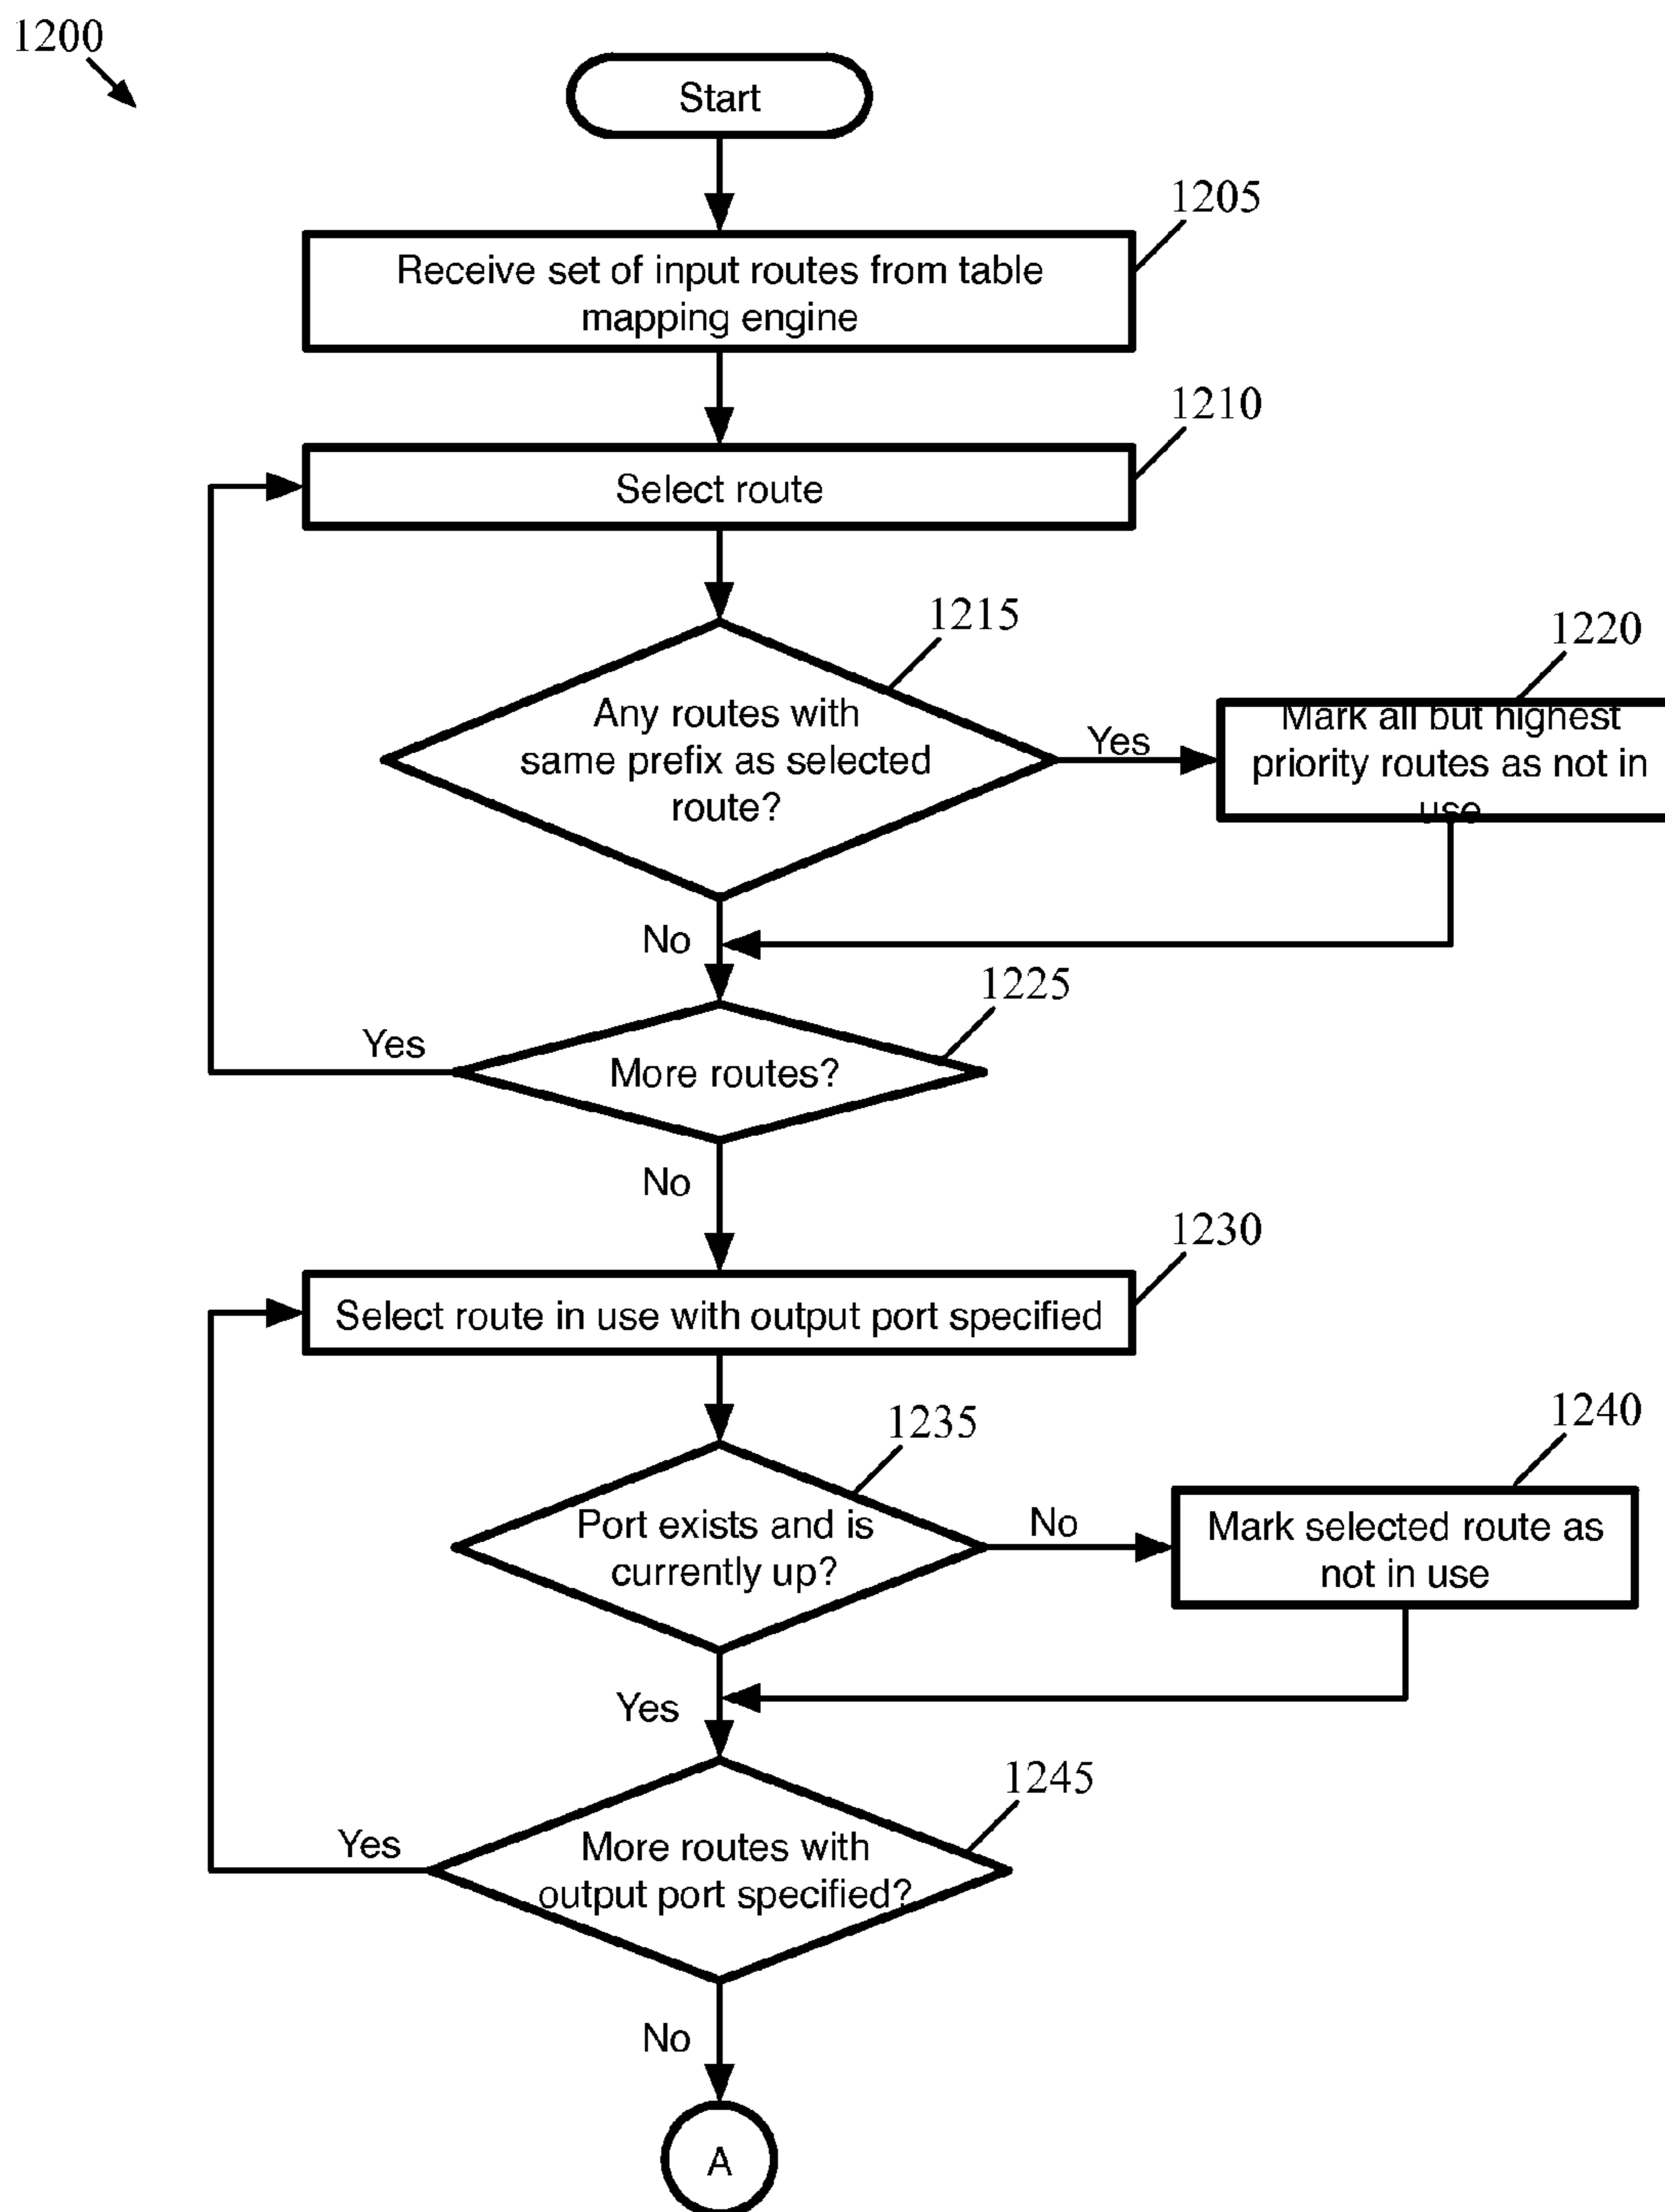 1200
Start
1205
Receive set of input routes from table
mapping engine
1210
Select route
1215
Any routes with
same prefix as selected
route?
Yes
1220
Mark all but highest
priority routes as not in
use
No
1225
More routes?
Yes
No
1230
Select route in use with output port specified
1235
Port exists and is
currently up?
No
1240
Mark selected route as
not in use
Yes
1245
More routes with
output port specified?
Yes
No
A